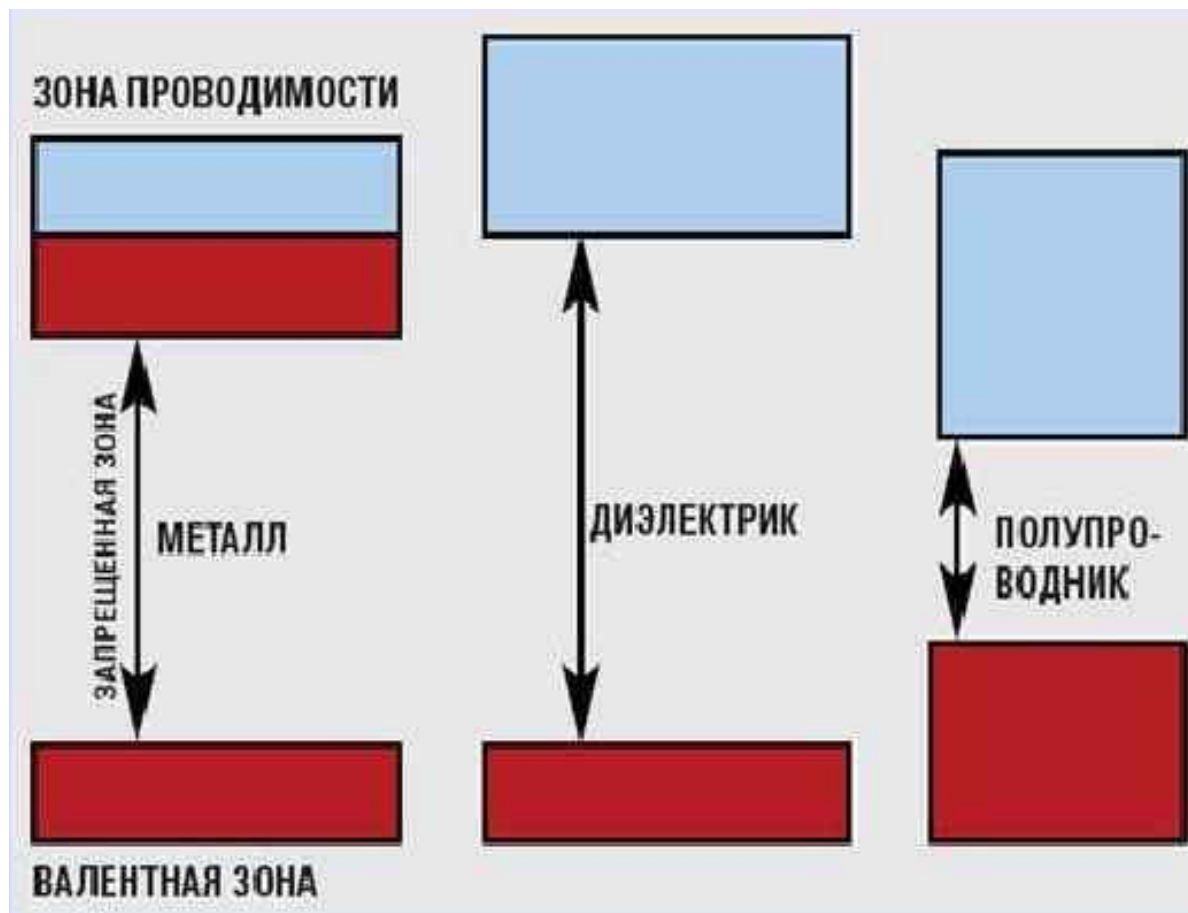 ЗОНА ПРОВОДИМОСТИ
ЗАПРЕЩЕННАЯ ЗОНА
МЕТАЛЛ
ДИЭЛЕКТРИК
ПОЛУПРО-
ВОДНИК
ВАЛЕНТНАЯ ЗОНА